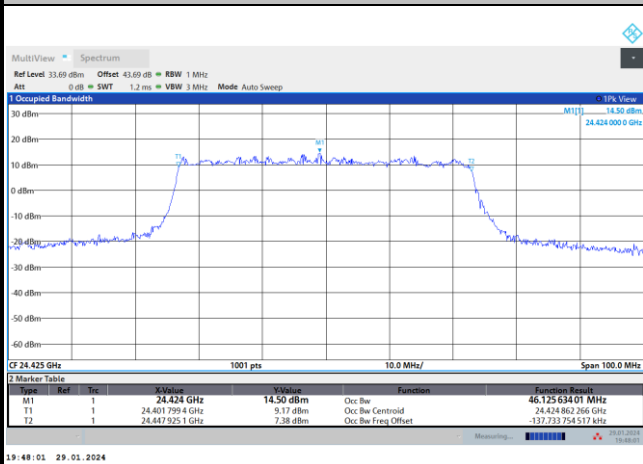 MultiView Spectrum
Ref Level 33.69 dBm Offset 43.69 dB RBW 1 MHz
Att 0 dB SWT 1.2 ms VBW 3 MHz Mode Auto Sweep
1 Occupied Bandwidth 1Pk View
M1[1] 14.50 dBm
24.424 000 0 GHz
30 dBm
20 dBm
M1
T1
T2
10 dBm
0 dBm
-10 dBm
-20 dBm
-30 dBm
-40 dBm
-50 dBm
-60 dBm
CF 24.425 GHz 1001 pts 10.0 MHz/ Span 100.0 MHz
2 Marker Table
Type Ref Trc X-Value Y-Value Function Function Result
M1 1 24.424 GHz 14.50 dBm Occ Bw 46.125 634 01 MHz
T1 1 24.401 799 4 GHz 9.17 dBm Occ Bw Centroid 24.424 862 266 GHz
T2 1 24.447 925 1 GHz 7.38 dBm Occ Bw Freq Offset -137.733 754 517 kHz
Measuring... 29.01.2024
19:48:01
19:48:01 29.01.2024